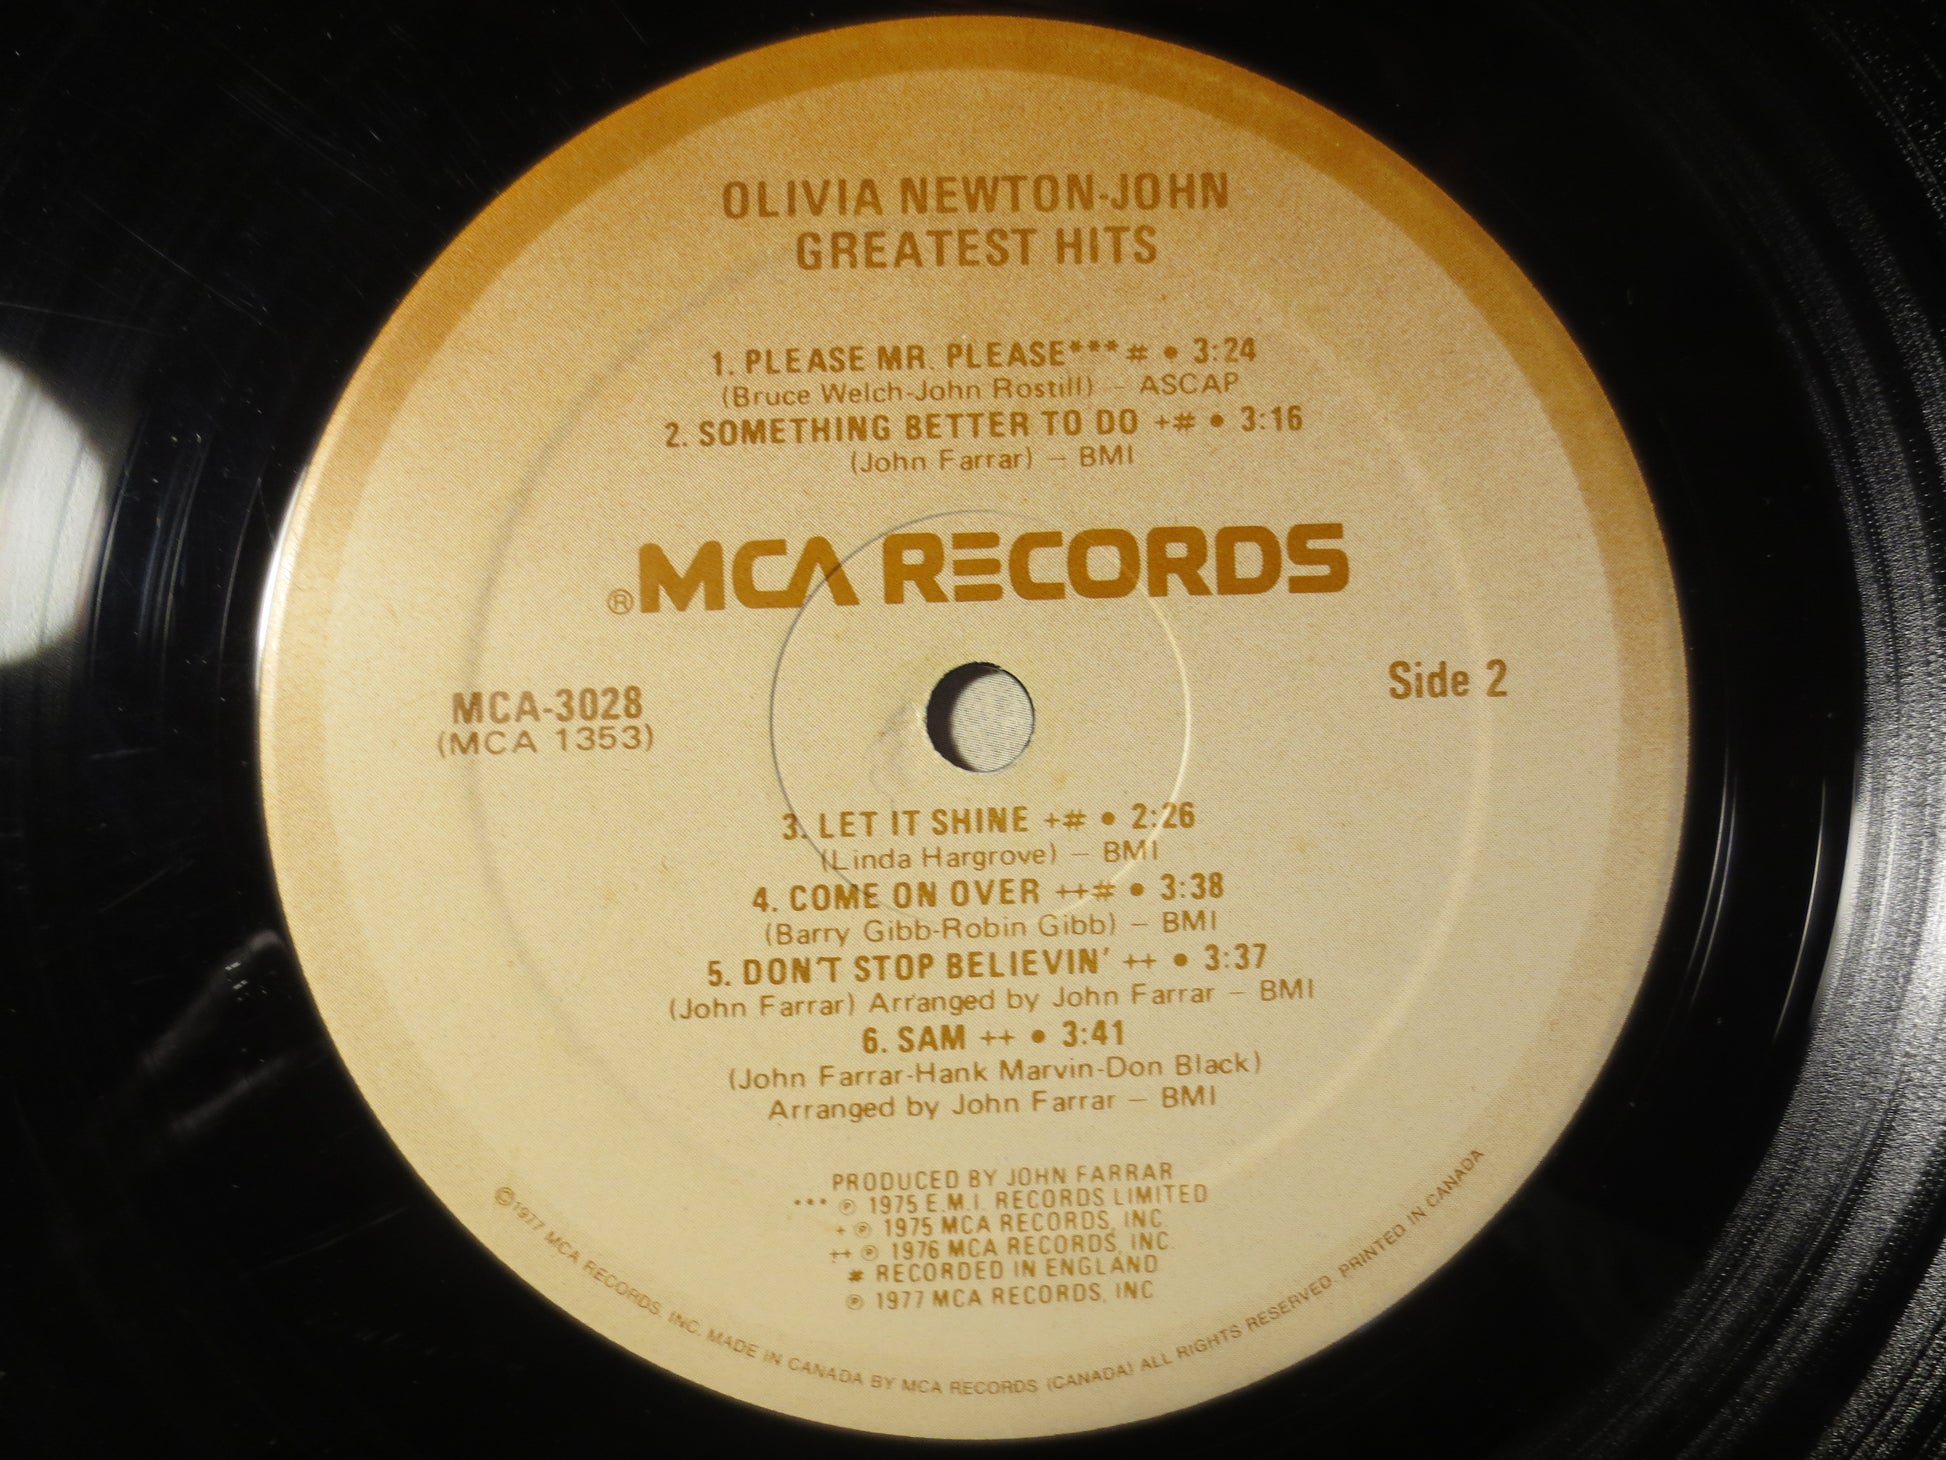 OLIVIA NEWTON-JOHN
GREATEST HITS
1. PLEASE MR. PLEASE***# • 3:24
(Bruce Welch-John Rostill) – ASCAP
2. SOMETHING BETTER TO DO +# • 3:16
(John Farrar) – BMI
®MCA RECORDS
MCA-3028
(MCA 1353)
Side 2
3. LET IT SHINE +# • 2:26
(Linda Hargrove) – BMI
4. COME ON OVER ++# • 3:38
(Barry Gibb-Robin Gibb) – BMI
5. DON'T STOP BELIEVIN' ++ • 3:37
(John Farrar) Arranged by John Farrar – BMI
6. SAM ++ • 3:41
(John Farrar-Hank Marvin-Don Black)
Arranged by John Farrar – BMI
PRODUCED BY JOHN FARRAR
*** ℗ 1975 E.M.I. RECORDS LIMITED
+ ℗ 1975 MCA RECORDS, INC.
++ ℗ 1976 MCA RECORDS, INC.
# RECORDED IN ENGLAND
℗ 1977 MCA RECORDS, INC
©1977 MCA RECORDS, INC. MADE IN CANADA BY MCA RECORDS (CANADA) ALL RIGHTS RESERVED. PRINTED IN CANADA